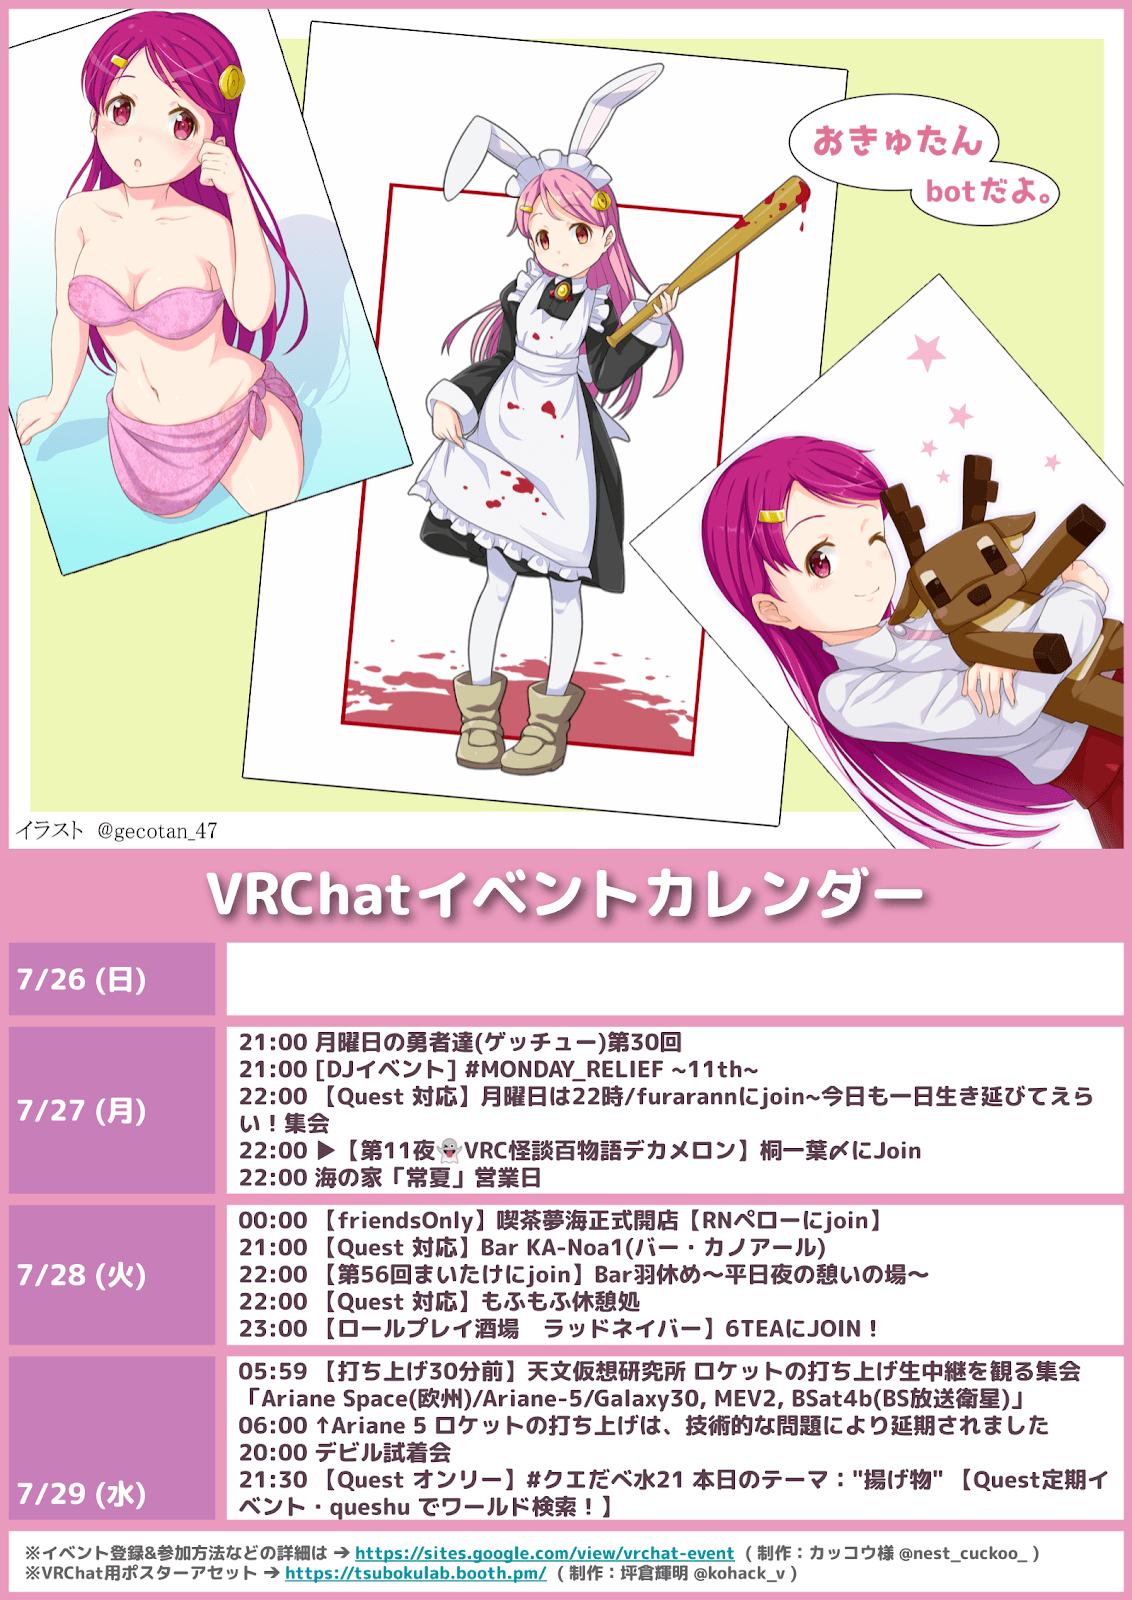 おきゅたん
botだよ。
イラスト @gecotan_47
VRChatイベントカレンダー
7/26 (日)
7/27 (月)
21:00 月曜日の勇者達(ゲッチュー)第30回
21:00 [DJイベント] #MONDAY_RELIEF ~11th~
22:00 【Quest 対応】月曜日は22時/furarannにjoin~今日も一日生き延びてえら
い！集会
22:00 ▶【第11夜👻VRC怪談百物語デカメロン】桐一葉〆にJoin
22:00 海の家「常夏」営業日
7/28 (火)
00:00 【friendsOnly】喫茶夢海正式開店【RNペローにjoin】
21:00 【Quest 対応】Bar KA-Noa1(バー・カノアール)
22:00 【第56回まいたけにjoin】Bar羽休め～平日夜の憩いの場～
22:00 【Quest 対応】もふもふ休憩処
23:00 【ロールプレイ酒場　ラッドネイバー】6TEAにJOIN！
7/29 (水)
05:59 【打ち上げ30分前】天文仮想研究所 ロケットの打ち上げ生中継を観る集会
「Ariane Space(欧州)/Ariane-5/Galaxy30, MEV2, BSat4b(BS放送衛星)」
06:00 ↑Ariane 5 ロケットの打ち上げは、技術的な問題により延期されました
20:00 デビル試着会
21:30 【Quest オンリー】#クエだべ水21 本日のテーマ："揚げ物" 【Quest定期イ
ベント・queshu でワールド検索！】
※イベント登録&参加方法などの詳細は → https://sites.google.com/view/vrchat-event ( 制作：カッコウ様 @nest_cuckoo_ )
※VRChat用ポスターアセット → https://tsubokulab.booth.pm/ ( 制作：坪倉輝明 @kohack_v )